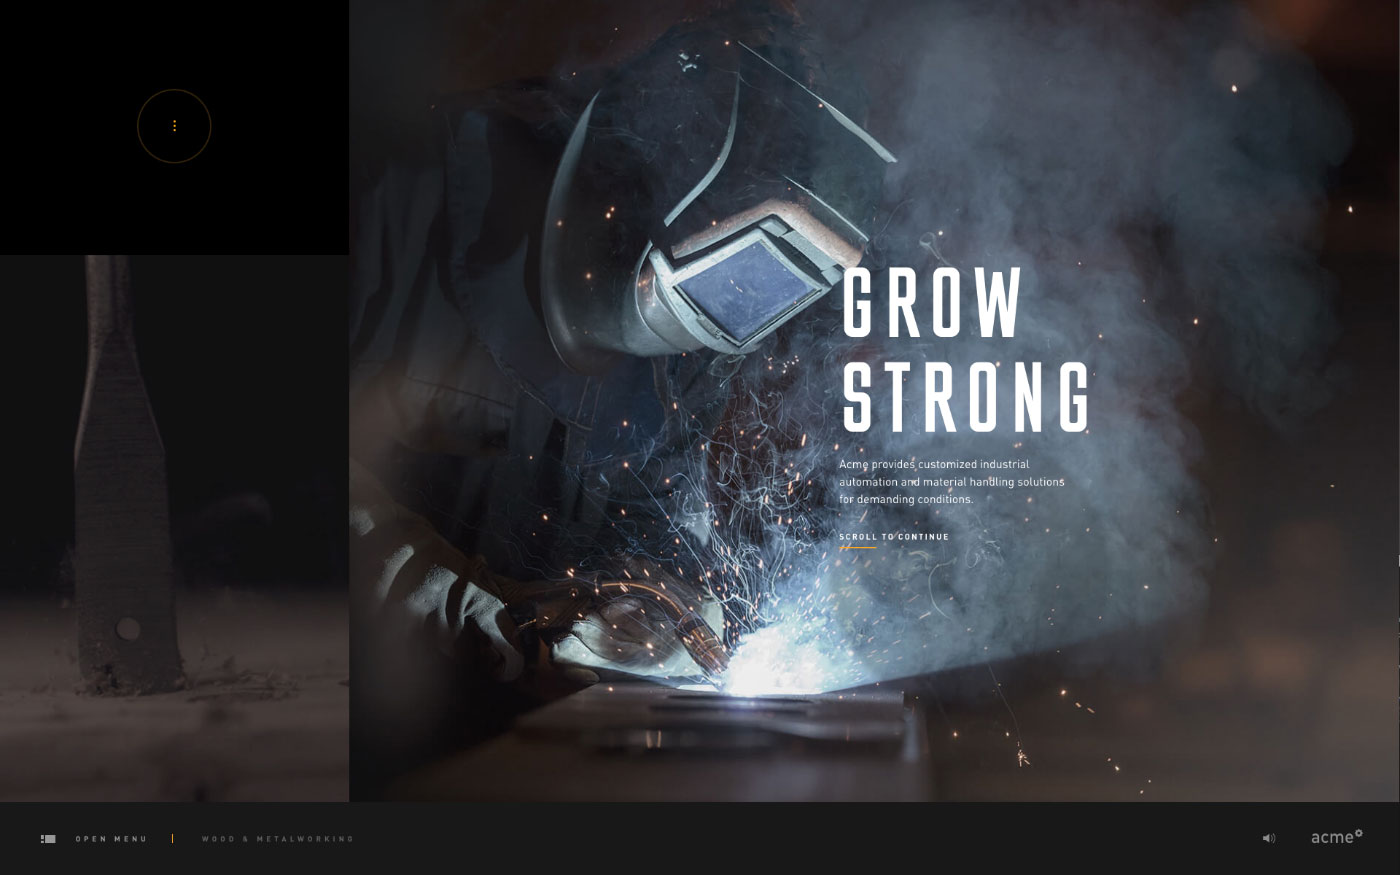 GROW
STRONG
Acme provides customized industrial
automation and material handling solutions
for demanding conditions.
SCROLL TO CONTINUE
OPEN MENU
WOOD & METALWORKING
acme